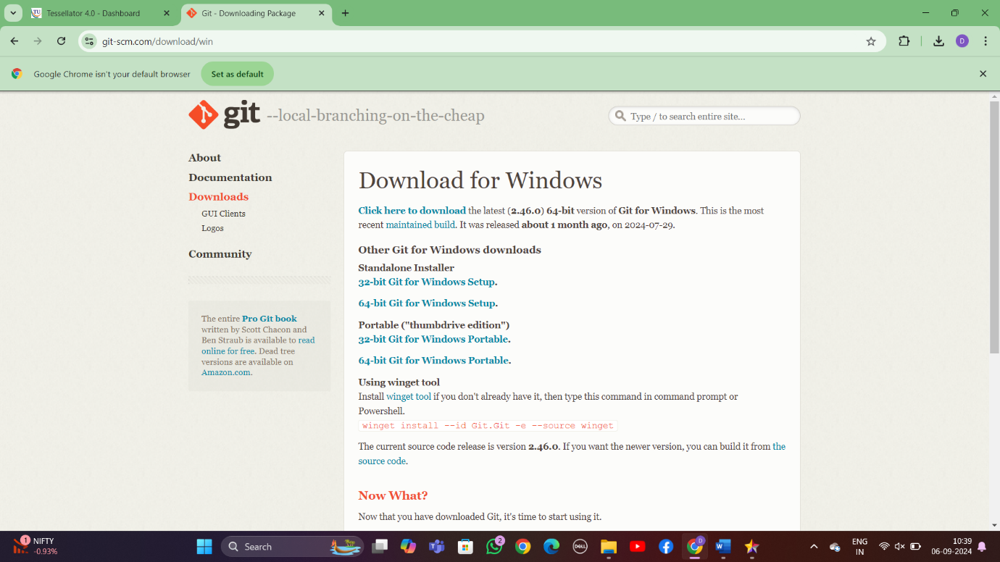 Tessellator 4.0 - Dashboard
Git - Downloading Package
git-scm.com/download/win
D
Google Chrome isn't your default browser
Set as default
git --local-branching-on-the-cheap
Type / to search entire site...
About
Documentation
Downloads
GUI Clients
Logos
Community
The entire Pro Git book
written by Scott Chacon and
Ben Straub is available to read
online for free. Dead tree
versions are available on
Amazon.com.
Download for Windows
Click here to download the latest (2.46.0) 64-bit version of Git for Windows. This is the most
recent maintained build. It was released about 1 month ago, on 2024-07-29.
Other Git for Windows downloads
Standalone Installer
32-bit Git for Windows Setup.
64-bit Git for Windows Setup.
Portable ("thumbdrive edition")
32-bit Git for Windows Portable.
64-bit Git for Windows Portable.
Using winget tool
Install winget tool if you don't already have it, then type this command in command prompt or
Powershell.
winget install --id Git.Git -e --source winget
The current source code release is version 2.46.0. If you want the newer version, you can build it from the
source code.
Now What?
Now that you have downloaded Git, it's time to start using it.
1
NIFTY
-0.93%
Search
2
DELL
D
ENG
IN
10:39
06-09-2024